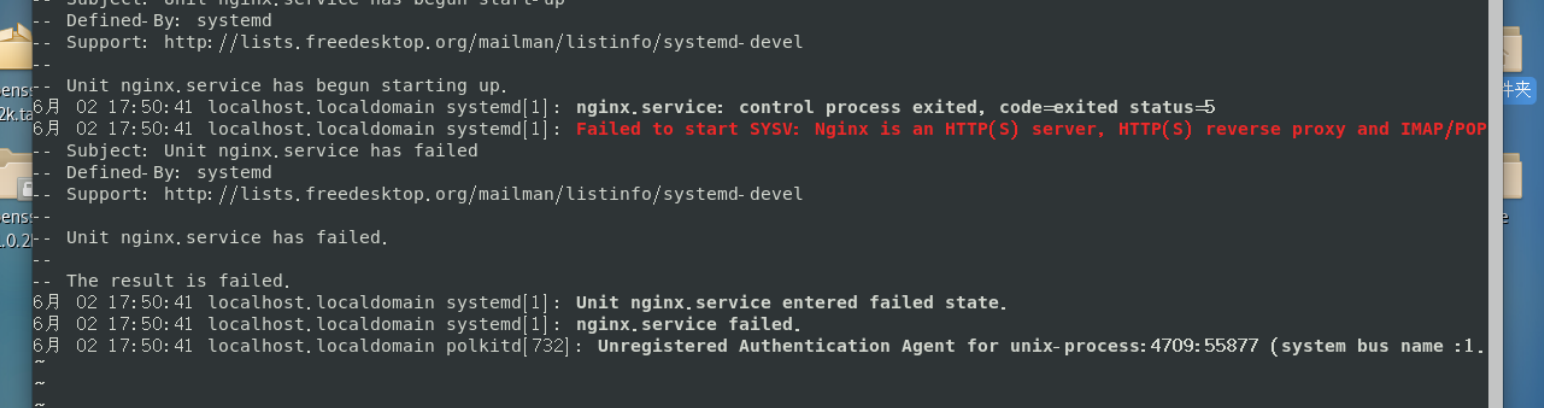 -- Subject: Unit nginx.service has begun start-up
-- Defined-By: systemd
-- Support: http://lists.freedesktop.org/mailman/listinfo/systemd-devel
--
-- Unit nginx.service has begun starting up.
6月 02 17:50:41 localhost.localdomain systemd[1]: nginx.service: control process exited, code=exited status=5
6月 02 17:50:41 localhost.localdomain systemd[1]: Failed to start SYSV: Nginx is an HTTP(S) server, HTTP(S) reverse proxy and IMAP/POP
-- Subject: Unit nginx.service has failed
-- Defined-By: systemd
-- Support: http://lists.freedesktop.org/mailman/listinfo/systemd-devel
--
-- Unit nginx.service has failed.
--
-- The result is failed.
6月 02 17:50:41 localhost.localdomain systemd[1]: Unit nginx.service entered failed state.
6月 02 17:50:41 localhost.localdomain systemd[1]: nginx.service failed.
6月 02 17:50:41 localhost.localdomain polkitd[732]: Unregistered Authentication Agent for unix-process:4709:55877 (system bus name :1.
~
~
~
enss
2k.ta
enss
.0.2
件夹
e